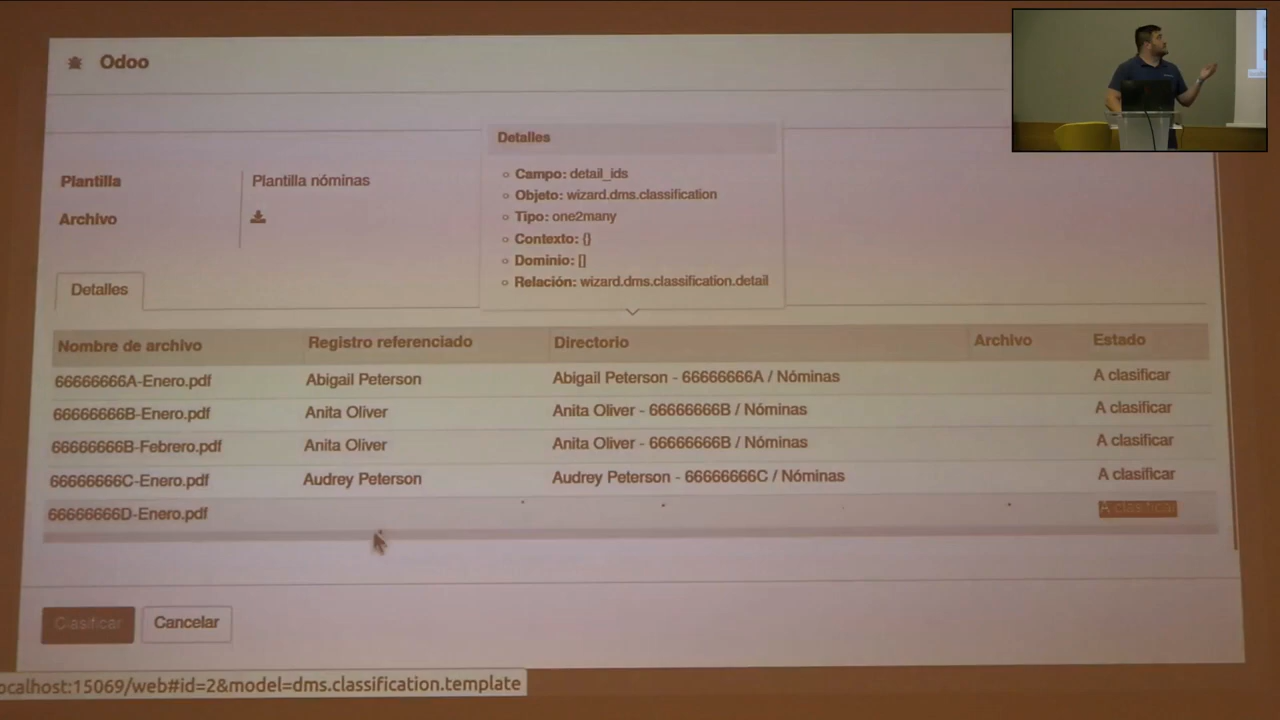 Odoo
Plantilla Plantilla nóminas
Archivo
Detalles
Campo: detail_ids
Objeto: wizard.dms.classification
Tipo: one2many
Contexto: {}
Dominio: []
Relación: wizard.dms.classification.detail
Detalles
Nombre de archivo Registro referenciado Directorio Archivo Estado
66666666A-Enero.pdf Abigail Peterson Abigail Peterson - 66666666A / Nóminas A clasificar
66666666B-Enero.pdf Anita Oliver Anita Oliver - 66666666B / Nóminas A clasificar
66666666B-Febrero.pdf Anita Oliver Anita Oliver - 66666666B / Nóminas A clasificar
66666666C-Enero.pdf Audrey Peterson Audrey Peterson - 66666666C / Nóminas A clasificar
66666666D-Enero.pdf A clasificar
Clasificar Cancelar
ocalhost:15069/web#id=2&model=dms.classification.template